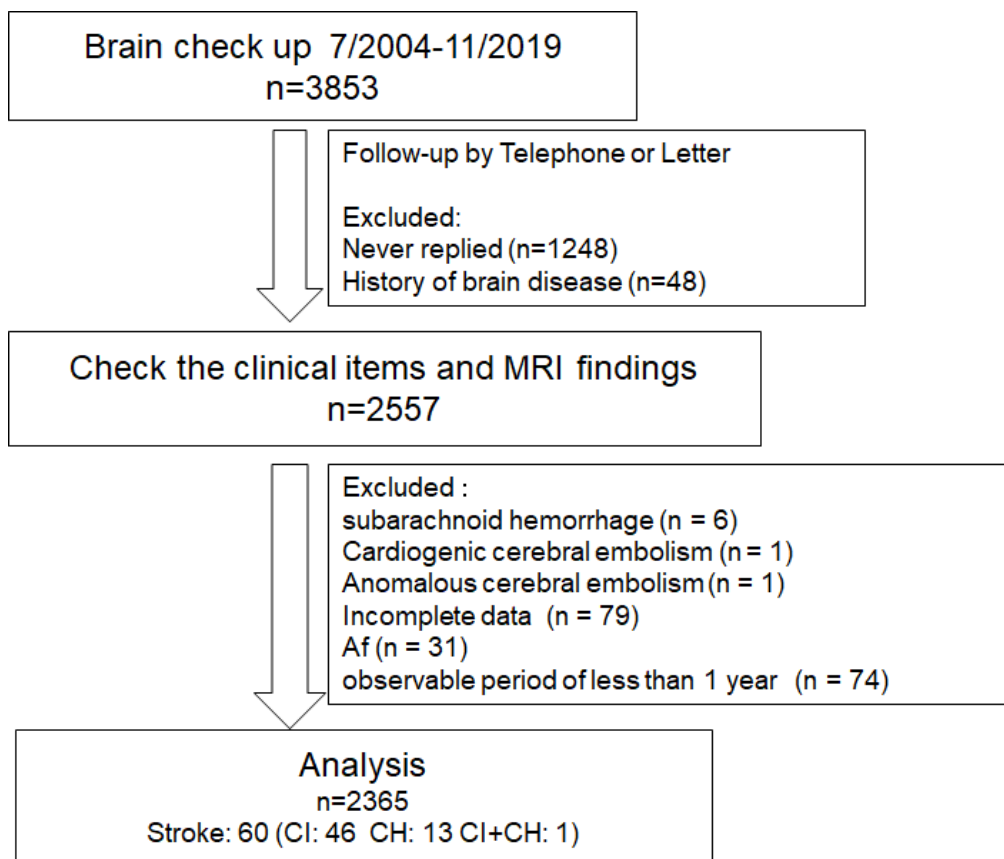 Brain check up 7/2004-11/2019
n=3853
Follow-up by Telephone or Letter
Excluded:
Never replied (n=1248)
History of brain disease (n=48)
Check the clinical items and MRI findings
n=2557
Excluded :
subarachnoid hemorrhage (n = 6)
Cardiogenic cerebral embolism (n = 1)
Anomalous cerebral embolism (n = 1)
Incomplete data (n = 79)
Af (n = 31)
observable period of less than 1 year (n = 74)
Analysis
n=2365
Stroke: 60 (CI: 46 CH: 13 CI+CH: 1)